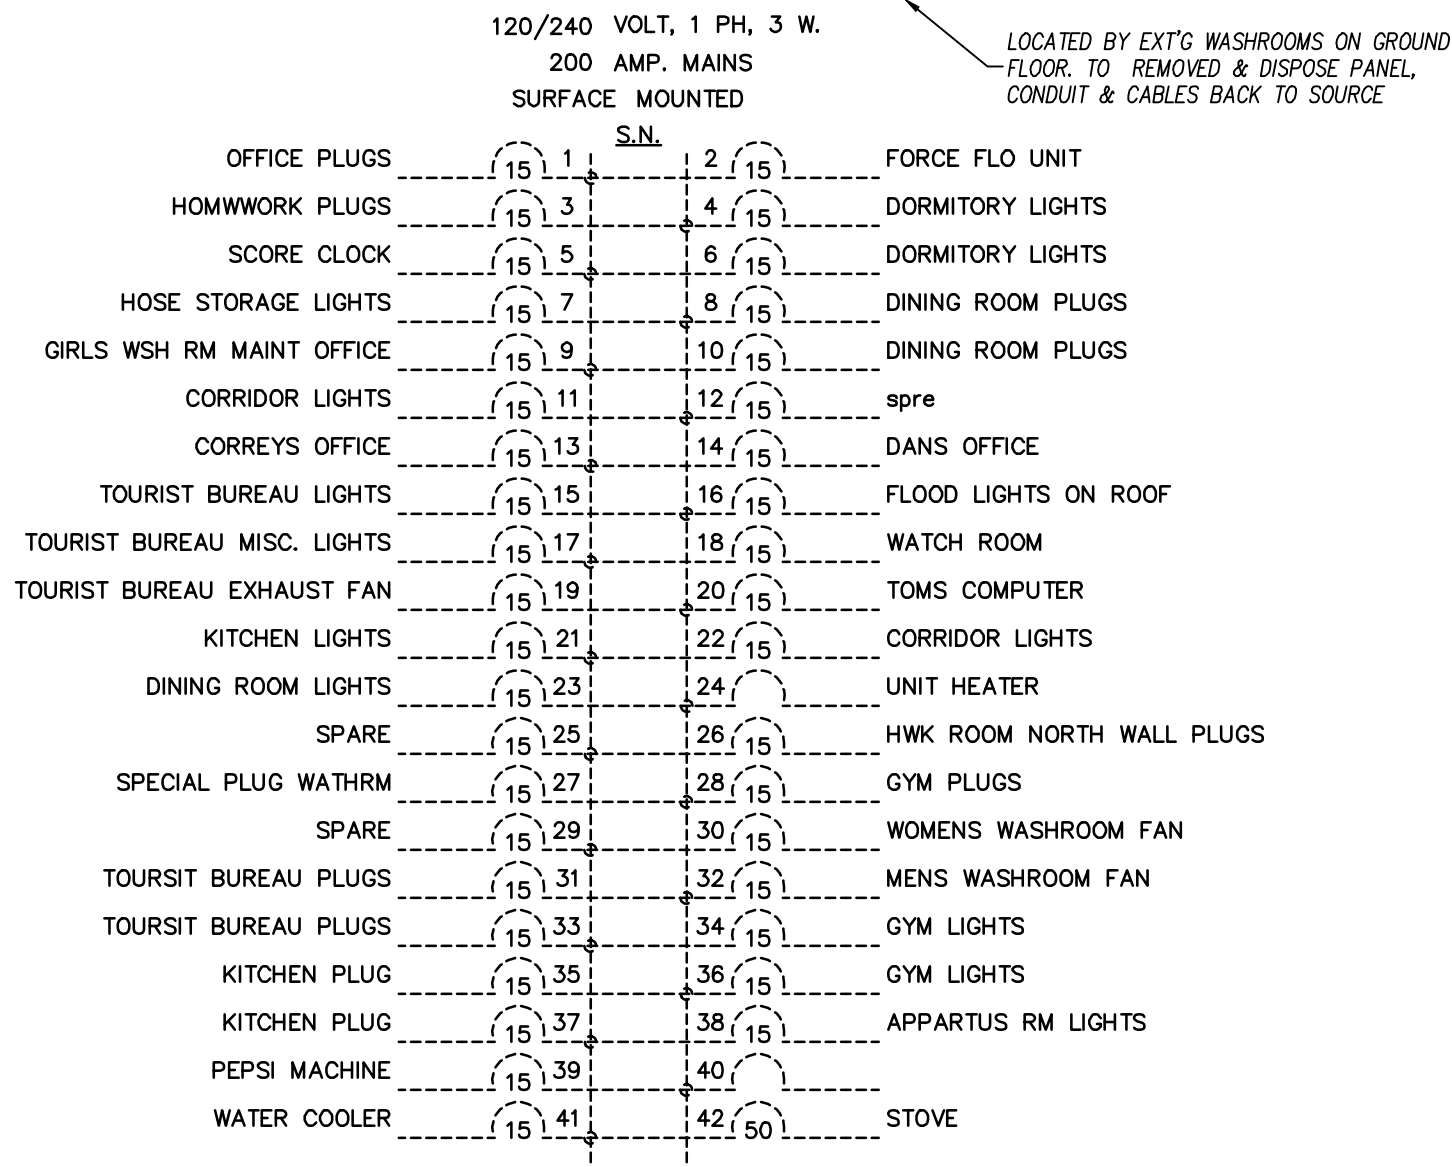 120/240 VOLT, 1 PH, 3 W.
200 AMP. MAINS
SURFACE MOUNTED
S.N.
LOCATED BY EXT'G WASHROOMS ON GROUND
FLOOR. TO REMOVED & DISPOSE PANEL,
CONDUIT & CABLES BACK TO SOURCE
OFFICE PLUGS 15 1 2 15 FORCE FLO UNIT
HOMWWORK PLUGS 15 3 4 15 DORMITORY LIGHTS
SCORE CLOCK 15 5 6 15 DORMITORY LIGHTS
HOSE STORAGE LIGHTS 15 7 8 15 DINING ROOM PLUGS
GIRLS WSH RM MAINT OFFICE 15 9 10 15 DINING ROOM PLUGS
CORRIDOR LIGHTS 15 11 12 15 spre
CORREYS OFFICE 15 13 14 15 DANS OFFICE
TOURIST BUREAU LIGHTS 15 15 16 15 FLOOD LIGHTS ON ROOF
TOURIST BUREAU MISC. LIGHTS 15 17 18 15 WATCH ROOM
TOURIST BUREAU EXHAUST FAN 15 19 20 15 TOMS COMPUTER
KITCHEN LIGHTS 15 21 22 15 CORRIDOR LIGHTS
DINING ROOM LIGHTS 15 23 24 UNIT HEATER
SPARE 15 25 26 15 HWK ROOM NORTH WALL PLUGS
SPECIAL PLUG WATHRM 15 27 28 15 GYM PLUGS
SPARE 15 29 30 15 WOMENS WASHROOM FAN
TOURSIT BUREAU PLUGS 15 31 32 15 MENS WASHROOM FAN
TOURSIT BUREAU PLUGS 15 33 34 15 GYM LIGHTS
KITCHEN PLUG 15 35 36 15 GYM LIGHTS
KITCHEN PLUG 15 37 38 15 APPARTUS RM LIGHTS
PEPSI MACHINE 15 39 40
WATER COOLER 15 41 42 50 STOVE